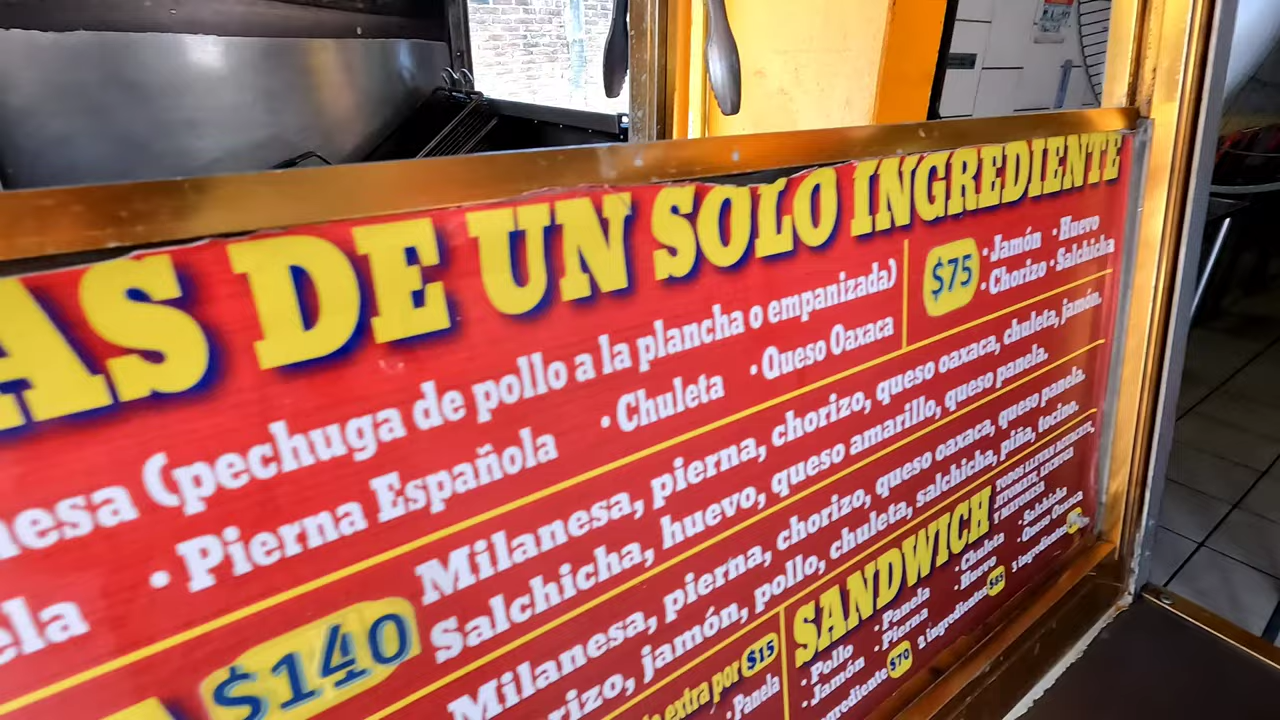 AS DE UN SOLO INGREDIENTE
(pechuga de pollo a la plancha o empanizada)
· Pierna Española · Chuleta · Queso Oaxaca
$75 · Jamón · Huevo
· Chorizo · Salchicha
$140 Milanesa, pierna, chorizo, queso oaxaca, chuleta, jamón.
Salchicha, huevo, queso amarillo, queso panela.
Milanesa, pierna, chorizo, queso oaxaca, queso panela.
jamón, pollo, chuleta, salchicha, piña, tocino.
extra por $15
· Panela
SANDWICH
TODOS LLEVAN AGUACATE,
JITOMATE, LECHUGA
Y MAYONESA
· Pollo · Panela · Chuleta · Salchicha
· Jamón · Pierna · Huevo · Queso Oaxaca
$70 2 ingredientes $85 3 ingredientes